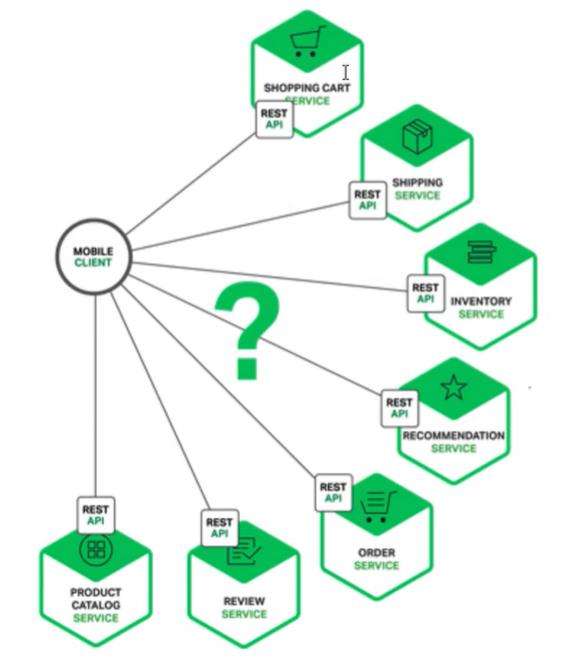 SHOPPING CART
SERVICE
REST
API
SHIPPING
SERVICE
REST
API
MOBILE
CLIENT
REST
API
INVENTORY
SERVICE
?
REST
API
RECOMMENDATION
SERVICE
REST
API
ORDER
SERVICE
REST
API
REVIEW
SERVICE
REST
API
PRODUCT
CATALOG
SERVICE